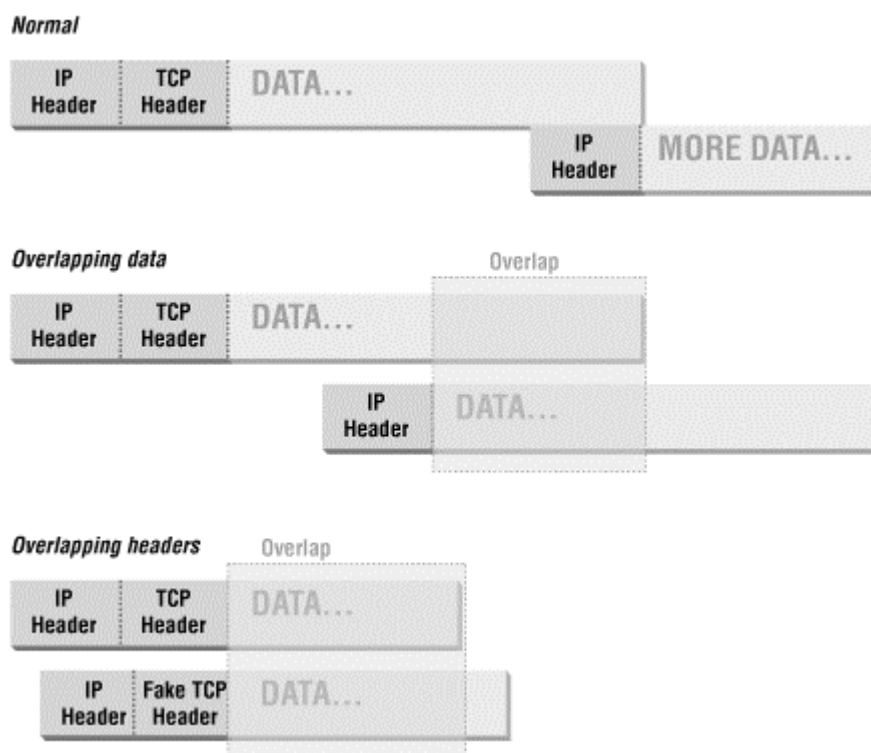 Normal
IP Header
TCP Header
DATA...
IP Header
MORE DATA...
Overlapping data
Overlap
IP Header
TCP Header
DATA...
IP Header
DATA...
Overlapping headers
Overlap
IP Header
TCP Header
DATA...
IP Header
Fake TCP Header
DATA...